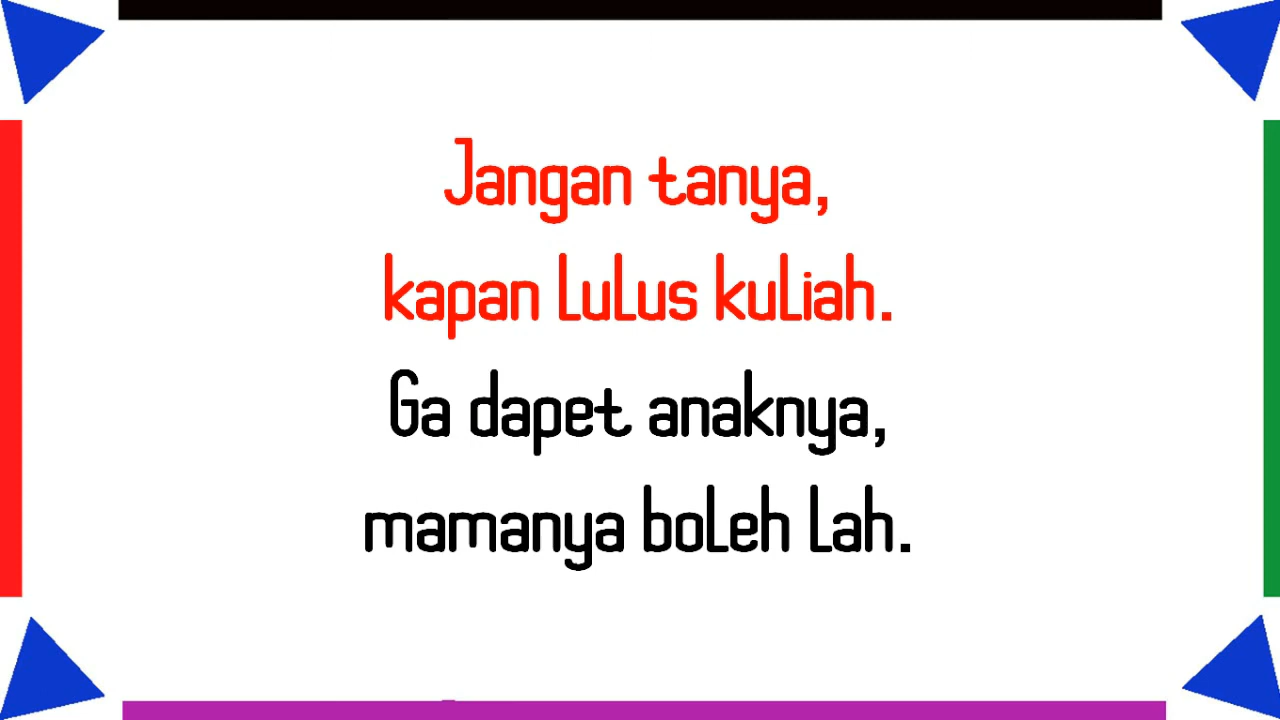 Jangan tanya,
kapan lulus kuliah.
Ga dapet anaknya,
mamanya boleh lah.